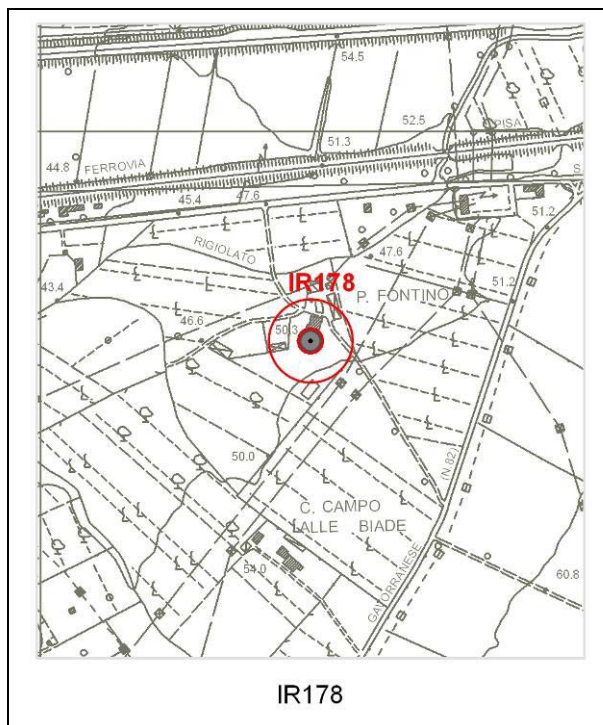 54.5
52.5
PISA
51.3
44.8
FERROVIA
S
45.4
47.6
51.2
RIGIOLATO
47.6
43.4
51.2
IR178
P. FONTINO
46.6
50.3
50.0
(N.82)
C. CAMPO
ALLE BIADE
54.0
GAVORRANESE
60.8
IR178